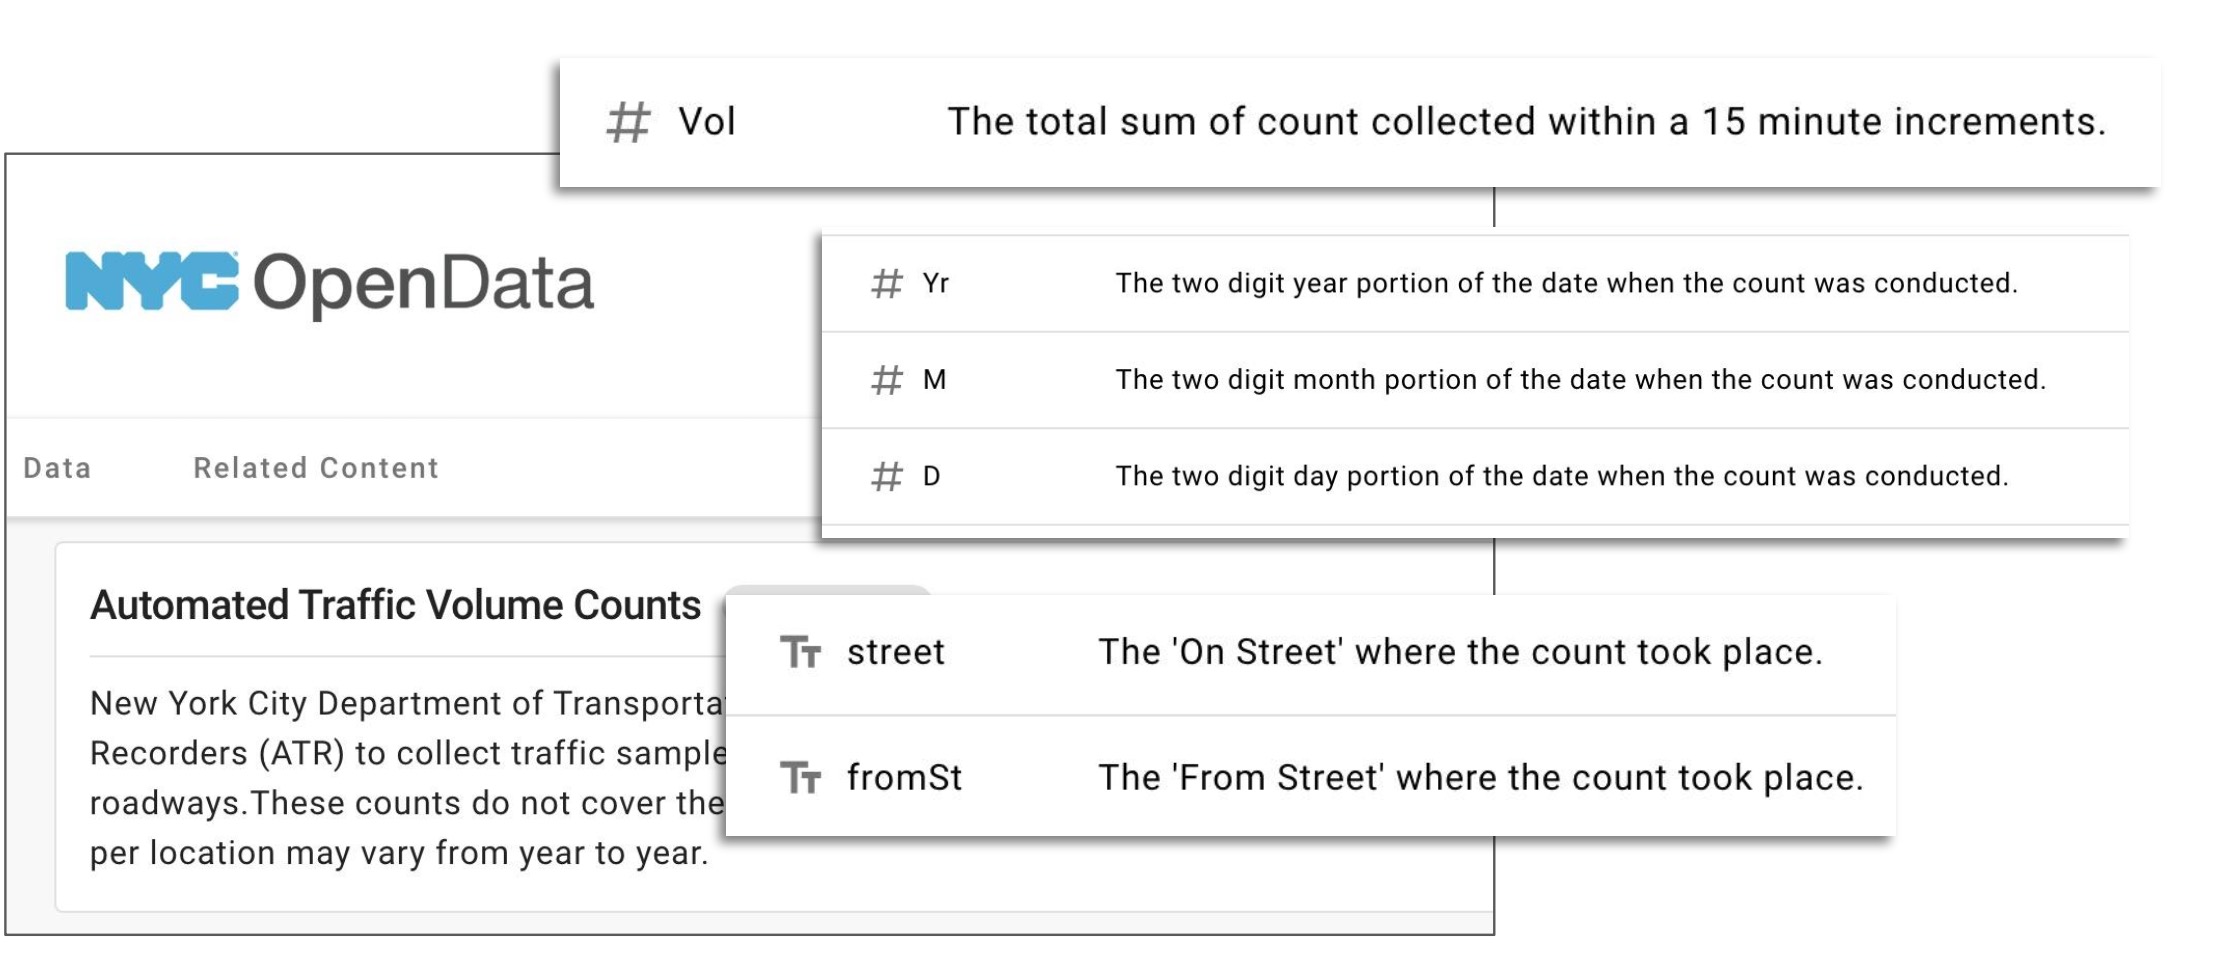 # Vol The total sum of count collected within a 15 minute increments.
NYC OpenData
# Yr The two digit year portion of the date when the count was conducted.
# M The two digit month portion of the date when the count was conducted.
# D The two digit day portion of the date when the count was conducted.
Data Related Content
Automated Traffic Volume Counts
New York City Department of
Recorders (ATR) to collect traffic
roadways.These counts do not cover the
per location may vary from year to year.
Tт street The 'On Street' where the count took place.
Tт fromSt The 'From Street' where the count took place.